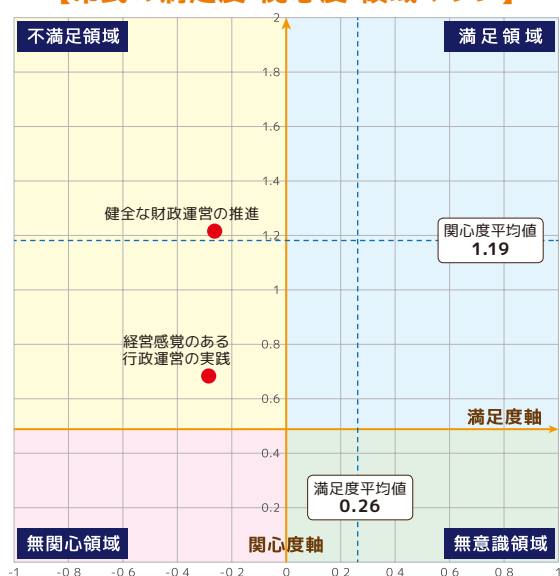 不満足領域
満足領域
2
1.8
1.6
1.4
健全な財政運営の推進
1.2
関心度平均値
1.19
1
経営感覚のある
行政運営の実践
0.8
0.6
満足度軸
0.4
満足度平均値
0.26
0.2
無関心領域
関心度軸
無意識領域
-1 -0.8 -0.6 -0.4 -0.2 0 0.2 0.4 0.6 0.8 1